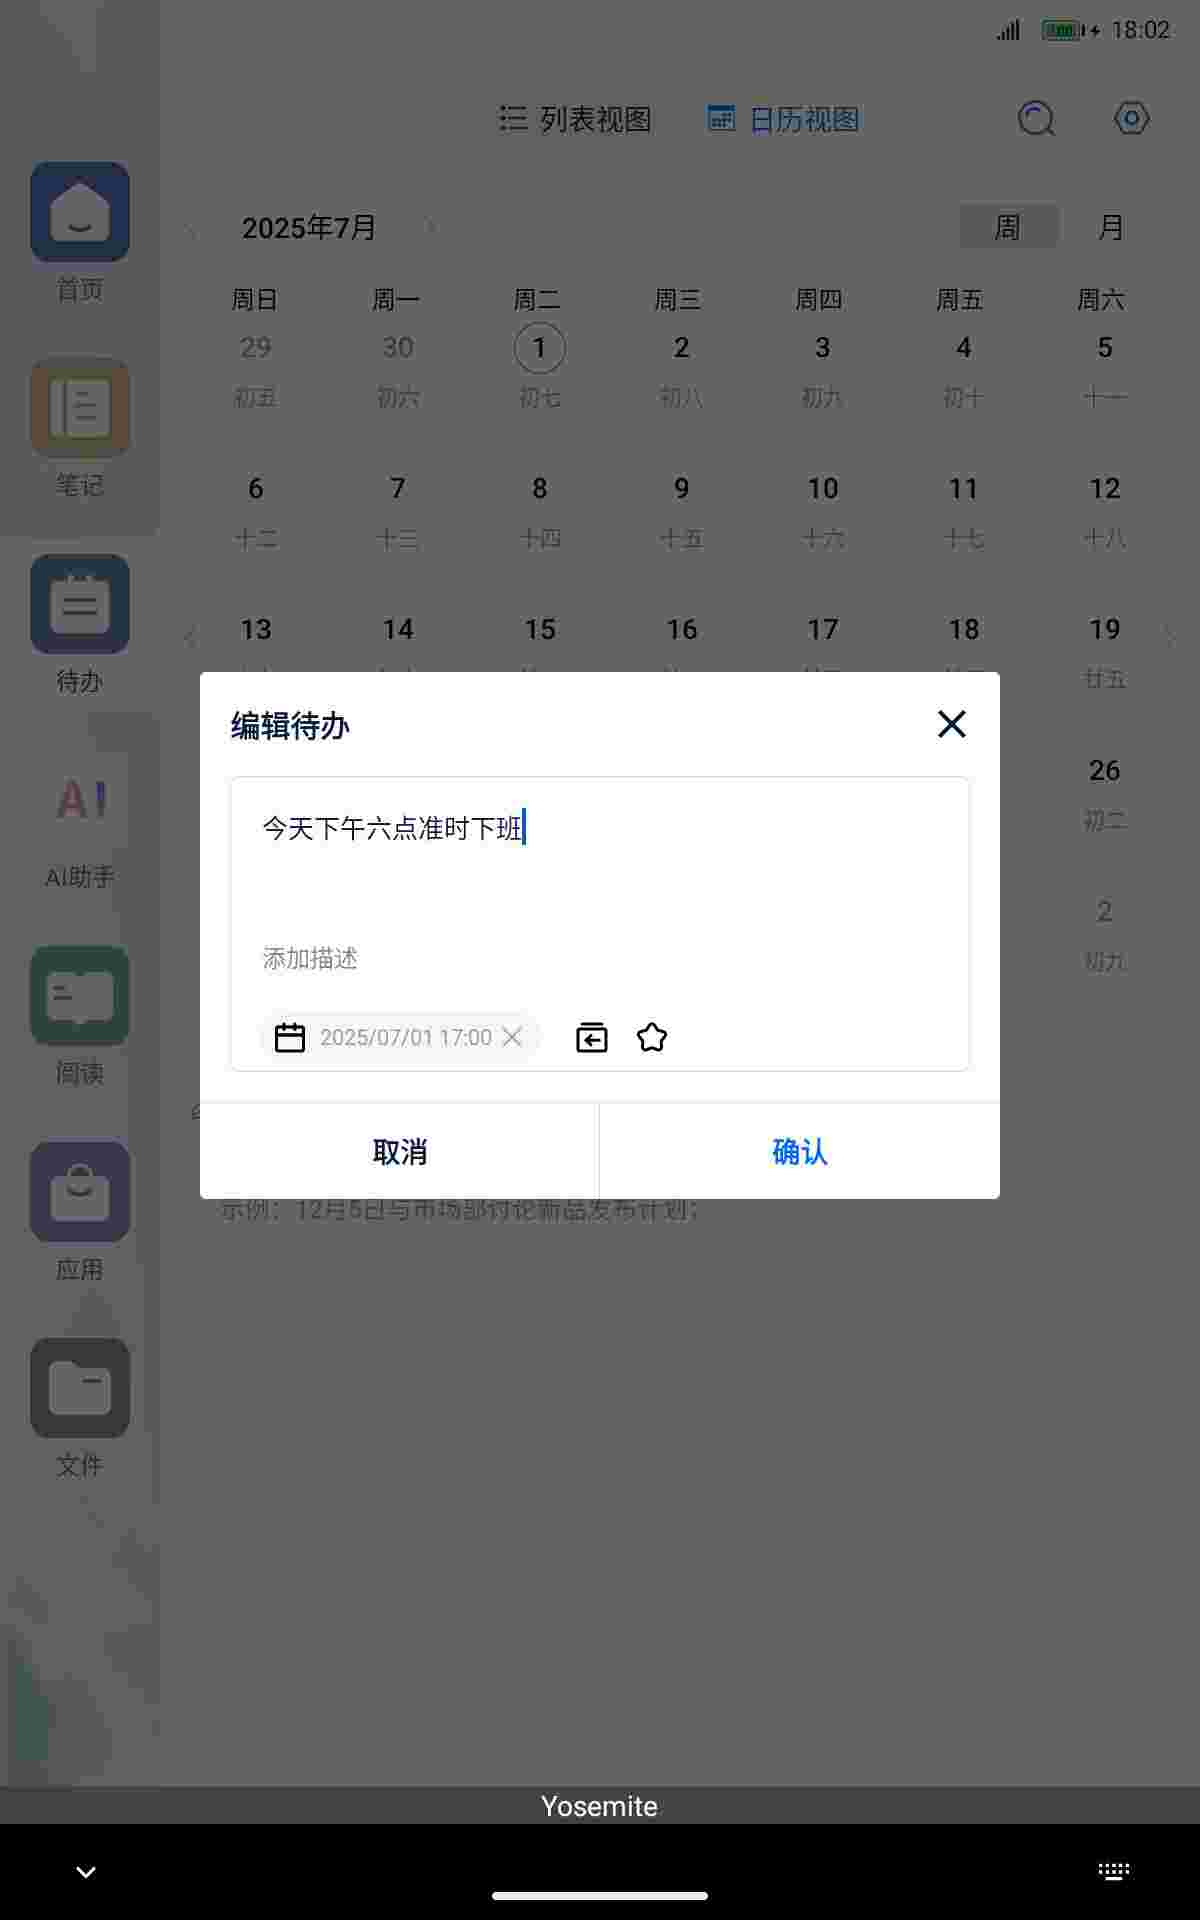 18:02
列表视图 日历视图
首页
笔记
待办
AI
AI助手
阅读
应用
文件
2025年7月
周 月
周日 周一 周二 周三 周四 周五 周六
29 30 1 2 3 4 5
初五 初六 初七 初八 初九 初十 十一
6 7 8 9 10 11 12
十二 十三 十四 十五 十六 十七 十八
13 14 15 16 17 18 19
廿五
26
初二
2
初九
编辑待办
今天下午六点准时下班
添加描述
2025/07/01 17:00
取消 确认
示例：12月5日与市场部讨论新品发布计划；
Yosemite